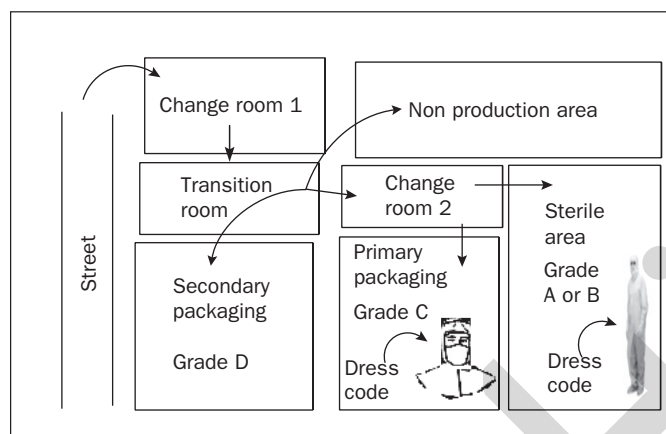 Street
Change room 1
Transition
room
Secondary
packaging
Grade D
Non production area
Change
room 2
Primary
packaging
Grade C
Dress
code
Sterile
area
Grade
A or B
Dress
code